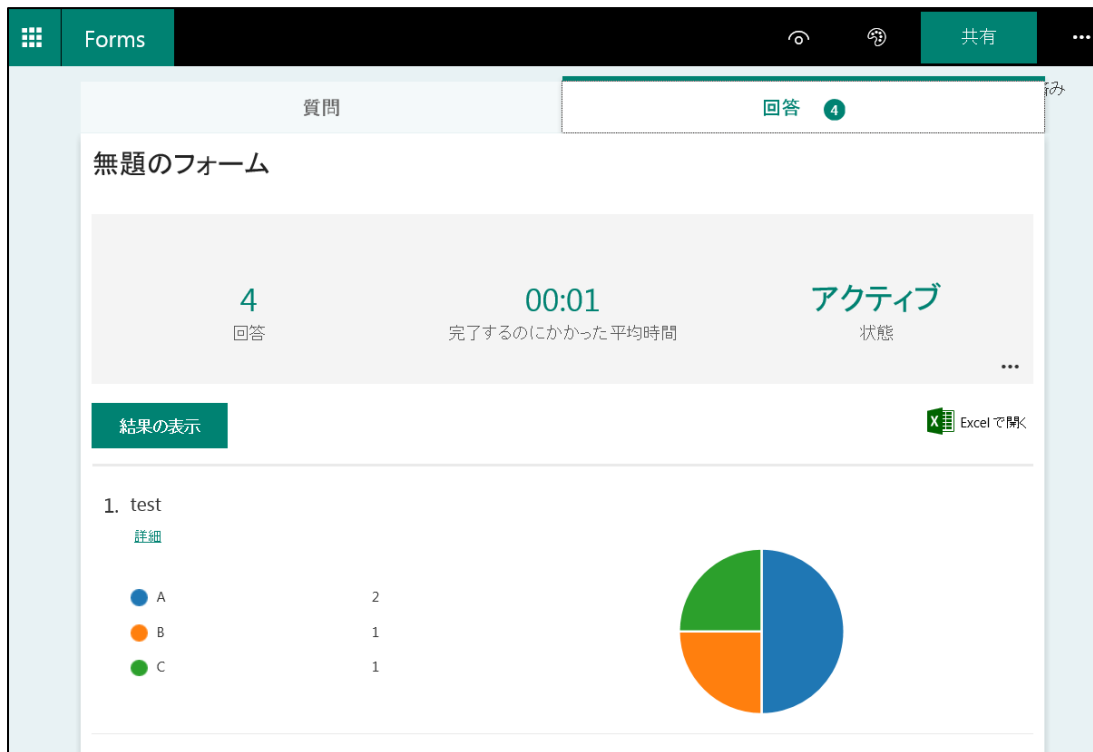 Forms
共有
質問
回答 4
済み
無題のフォーム
4
回答
00:01
完了するのにかかった平均時間
アクティブ
状態
結果の表示
Excel で開く
1. test
詳細
A 2
B 1
C 1